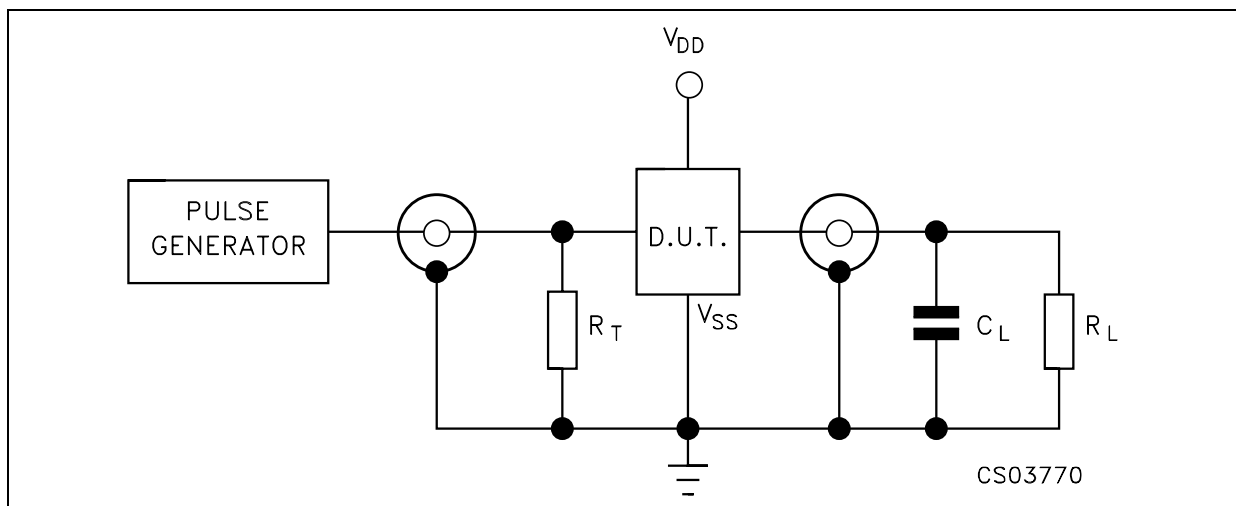 VDD
PULSE
GENERATOR
D.U.T.
VSS
RT
CL
RL
CS03770